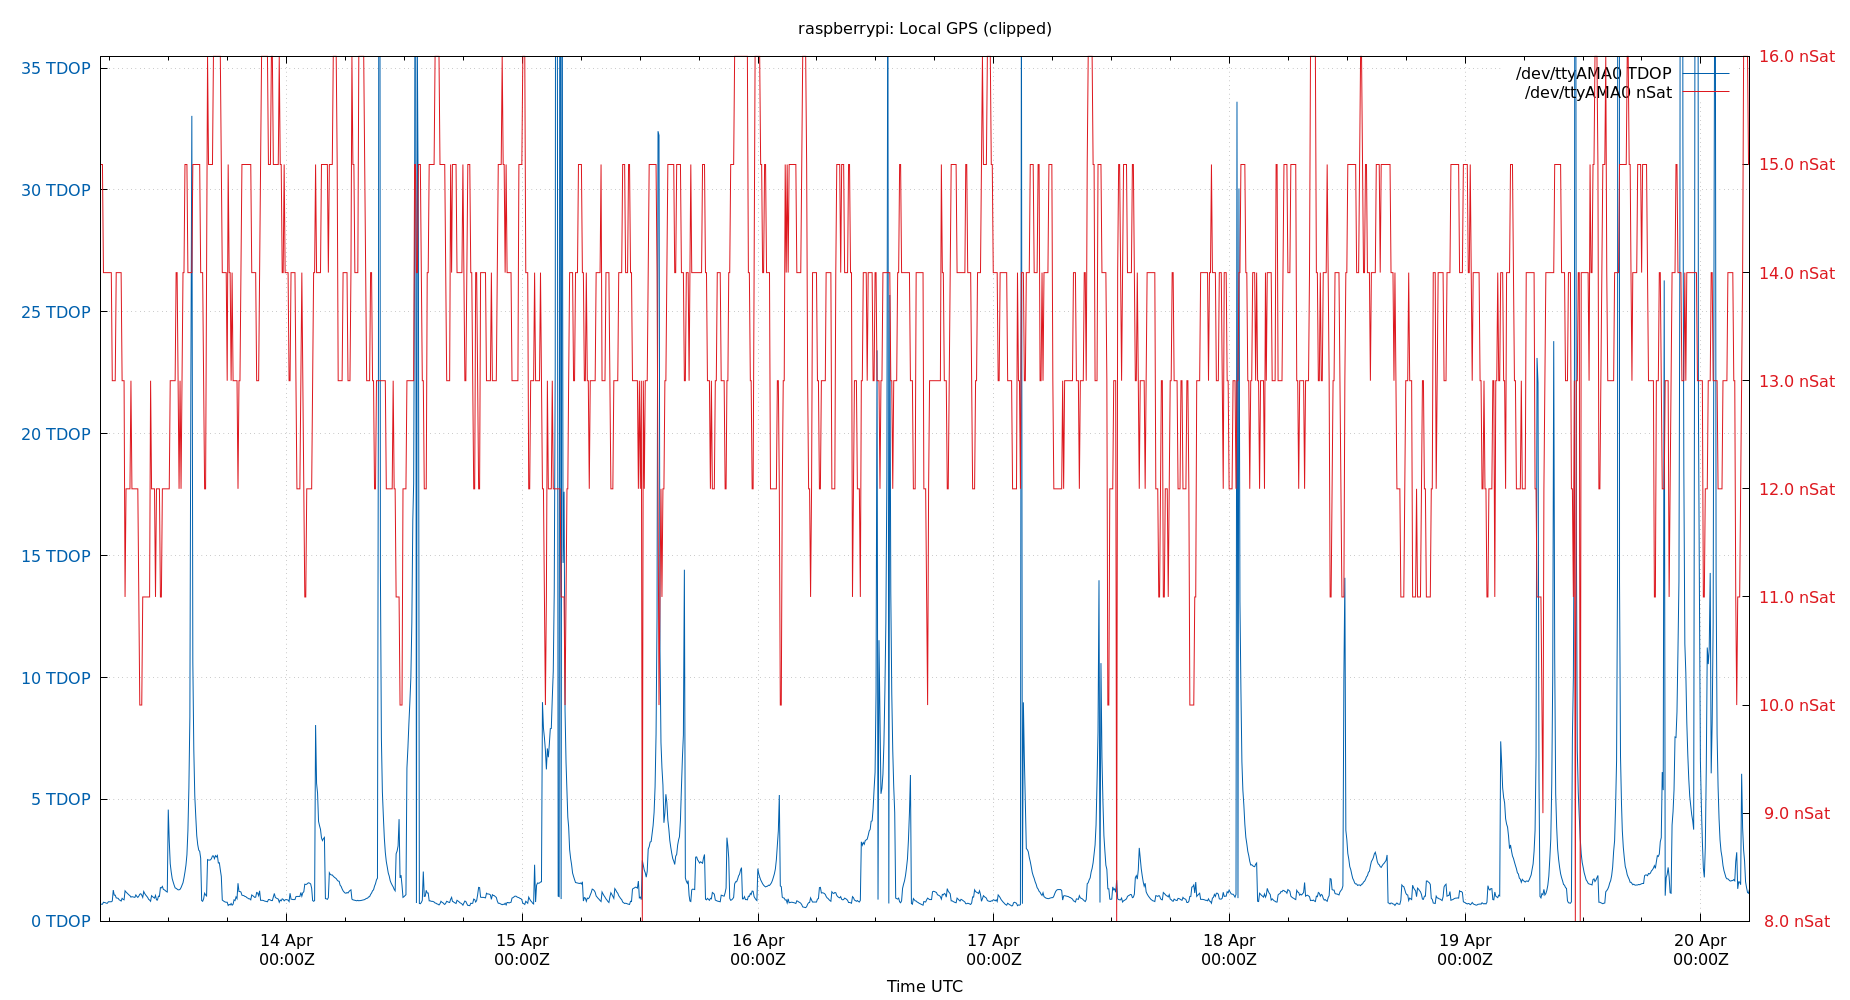 raspberrypi: Local GPS (clipped)
35 TDOP
30 TDOP
25 TDOP
20 TDOP
15 TDOP
10 TDOP
5 TDOP
0 TDOP
16.0 nSat
15.0 nSat
14.0 nSat
13.0 nSat
12.0 nSat
11.0 nSat
10.0 nSat
9.0 nSat
8.0 nSat
/dev/ttyAMA0 TDOP
/dev/ttyAMA0 nSat
14 Apr
00:00Z
15 Apr
00:00Z
16 Apr
00:00Z
17 Apr
00:00Z
18 Apr
00:00Z
19 Apr
00:00Z
20 Apr
00:00Z
Time UTC